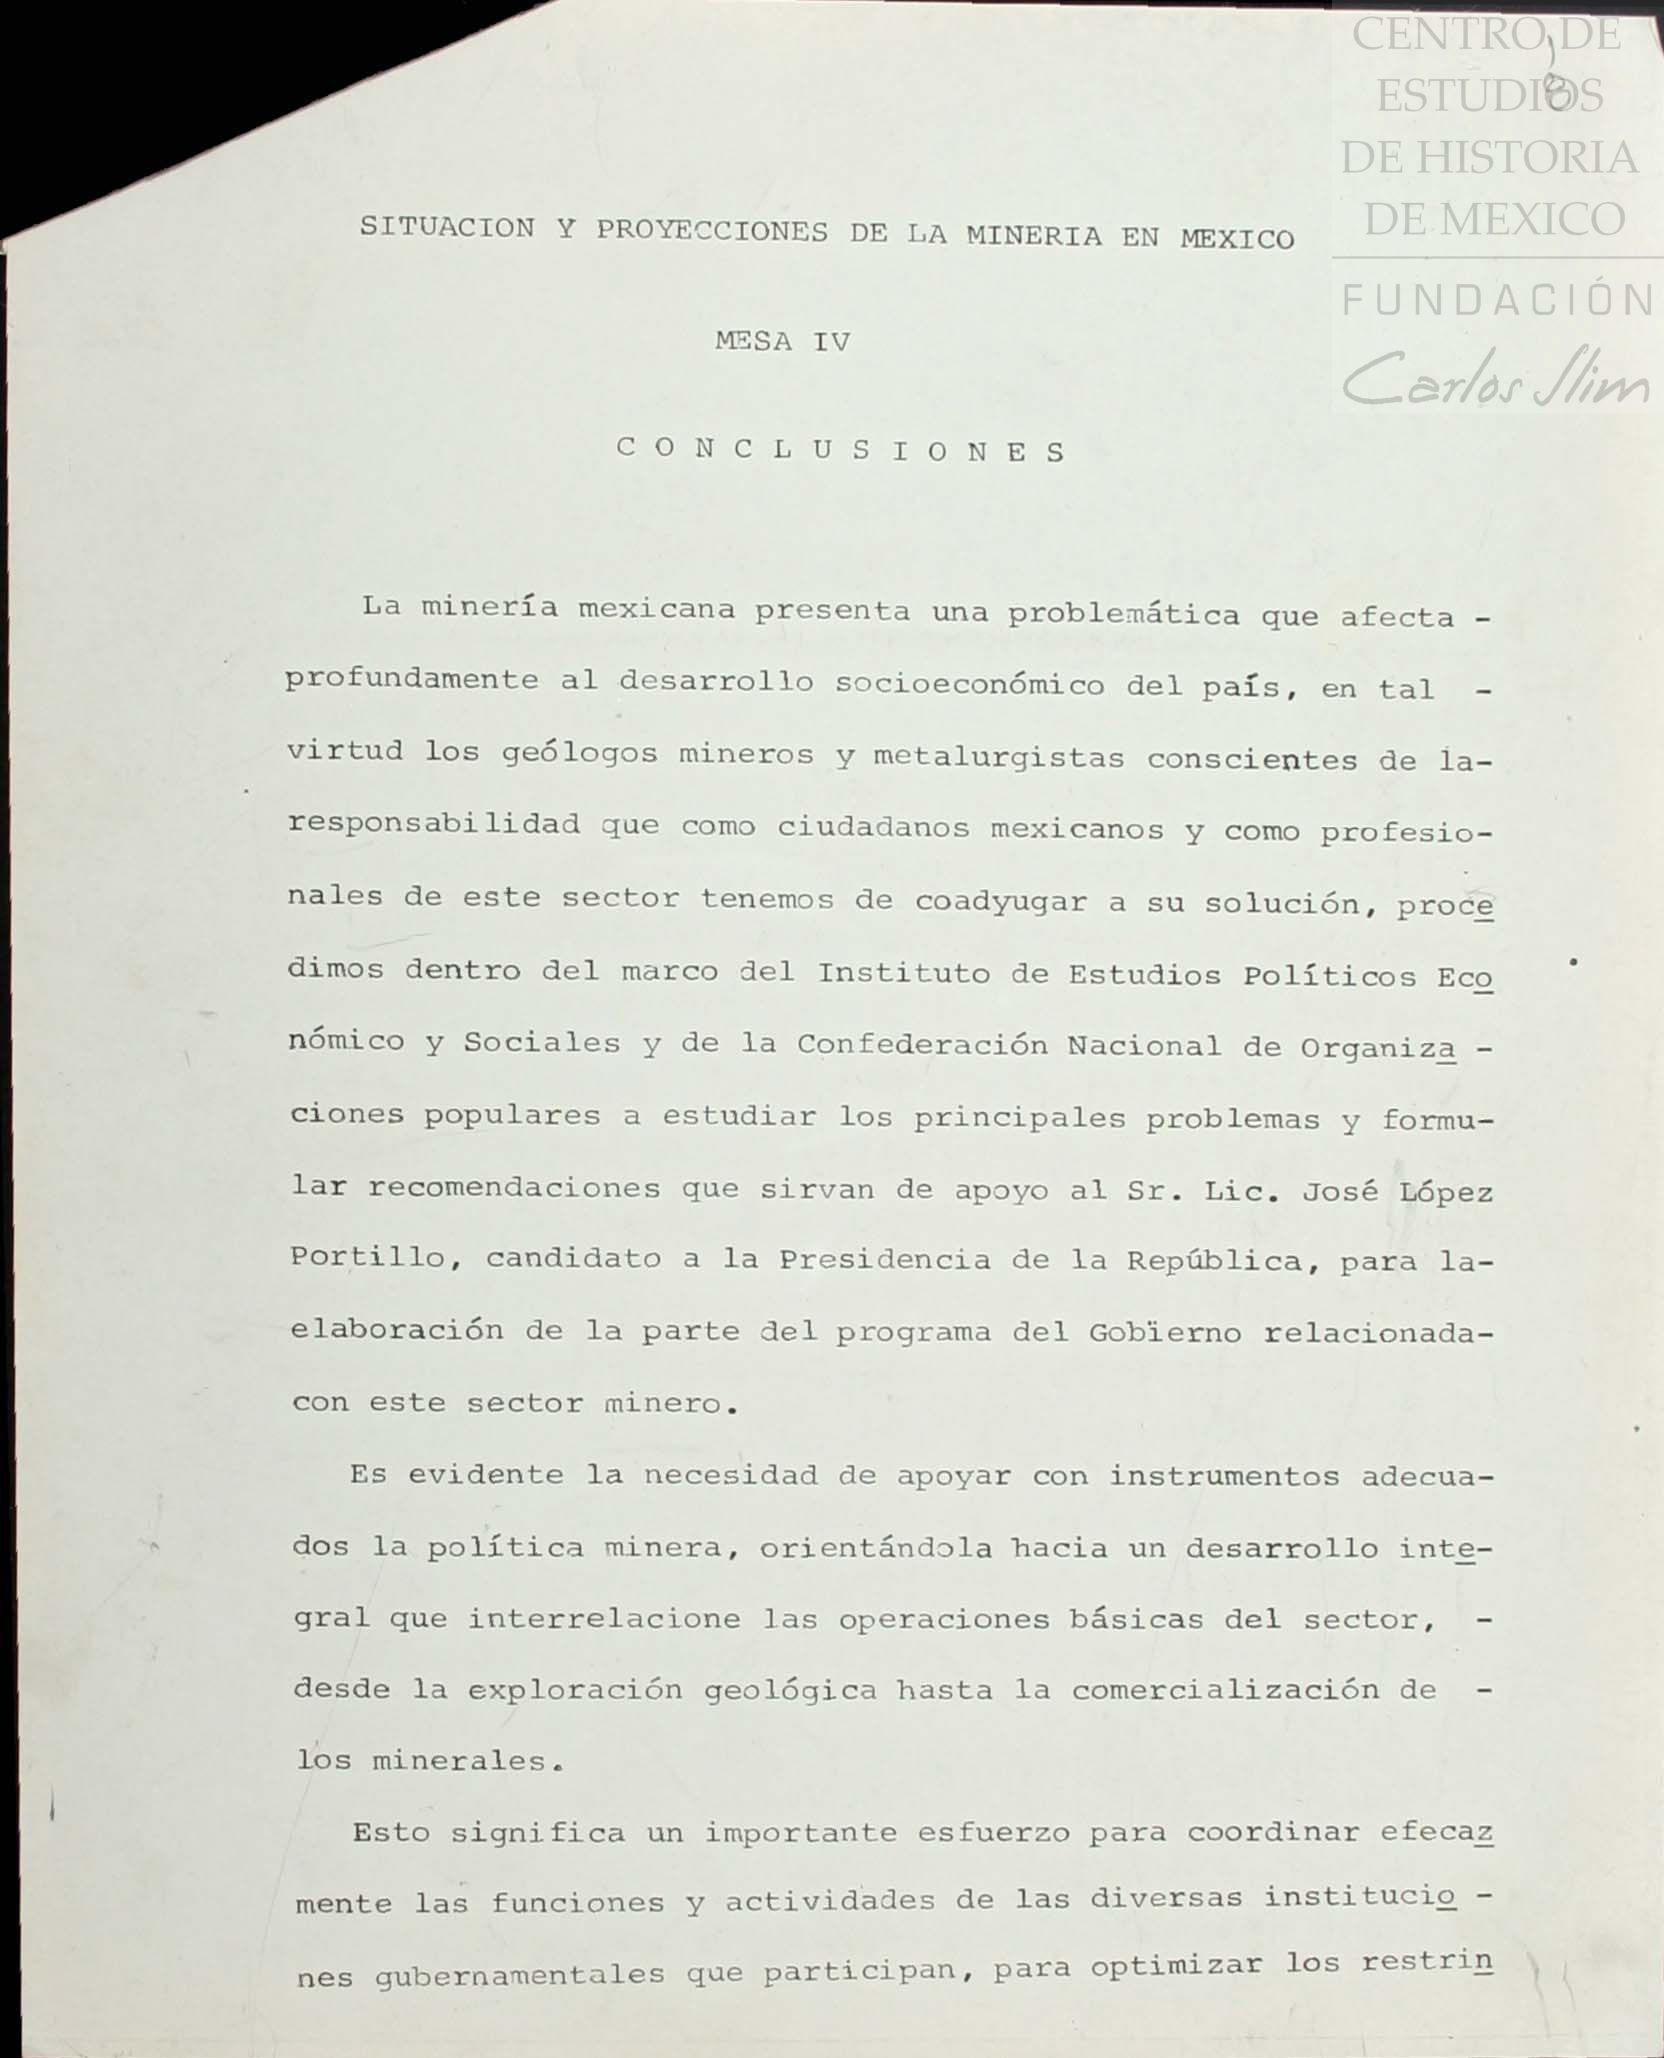 CENTRO DE
ESTUDIOS
DE HISTORIA
DE MEXICO
FUNDACIÓN
Carlos Slim
SITUACION Y PROYECCIONES DE LA MINERIA EN MEXICO
MESA IV
C O N C L U S I O N E S
La minería mexicana presenta una problemática que afecta -
profundamente al desarrollo socioeconómico del país, en tal -
virtud los geólogos mineros y metalurgistas conscientes de la-
responsabilidad que como ciudadanos mexicanos y como profesio-
nales de este sector tenemos de coadyugar a su solución, proce
dimos dentro del marco del Instituto de Estudios Políticos Eco
nómico y Sociales y de la Confederación Nacional de Organiza -
ciones populares a estudiar los principales problemas y formu-
lar recomendaciones que sirvan de apoyo al Sr. Lic. José López
Portillo, candidato a la Presidencia de la República, para la-
elaboración de la parte del programa del Gobierno relacionada-
con este sector minero.
Es evidente la necesidad de apoyar con instrumentos adecua-
dos la política minera, orientándola hacia un desarrollo inte-
gral que interrelacione las operaciones básicas del sector, -
desde la exploración geológica hasta la comercialización de -
los minerales.
Esto significa un importante esfuerzo para coordinar efecaz
mente las funciones y actividades de las diversas institucio -
nes gubernamentales que participan, para optimizar los restrin